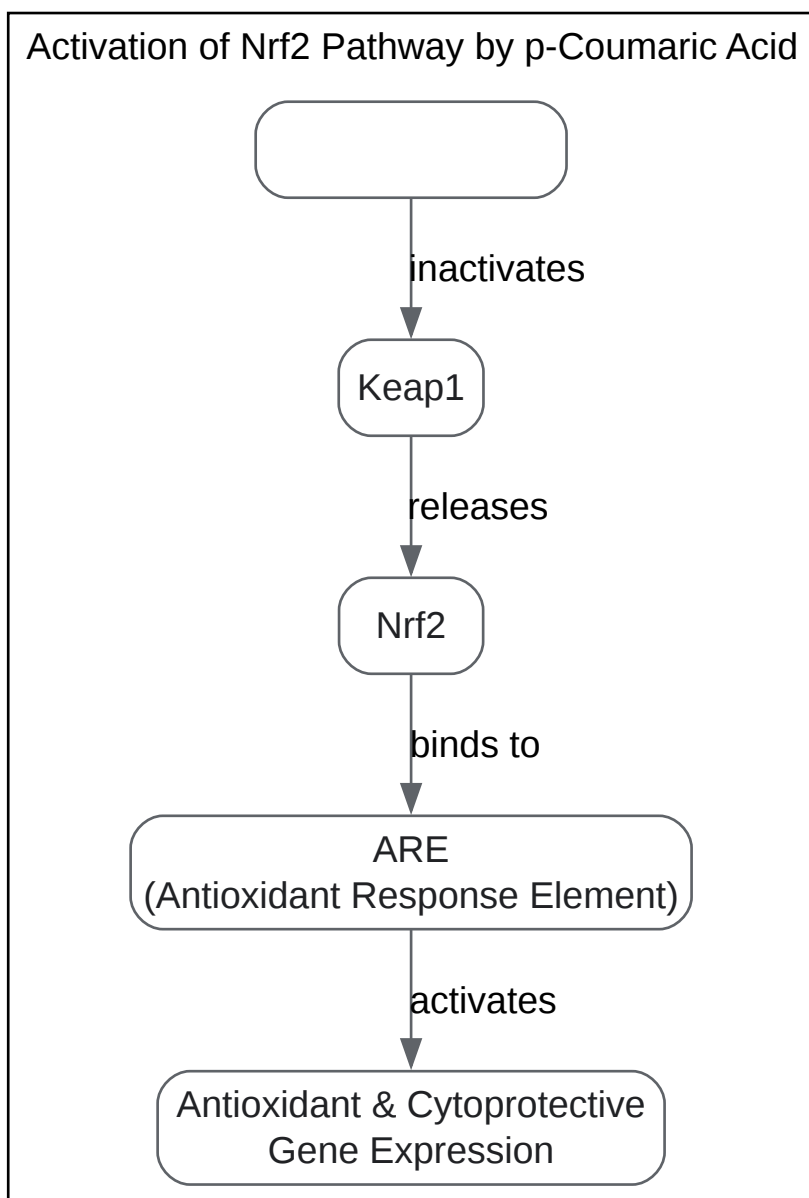 Activation of Nrf2 Pathway by p-Coumaric Acid
inactivates
Keap1
releases
Nrf2
binds to
ARE
(Antioxidant Response Element)
activates
Antioxidant & Cytoprotective
Gene Expression